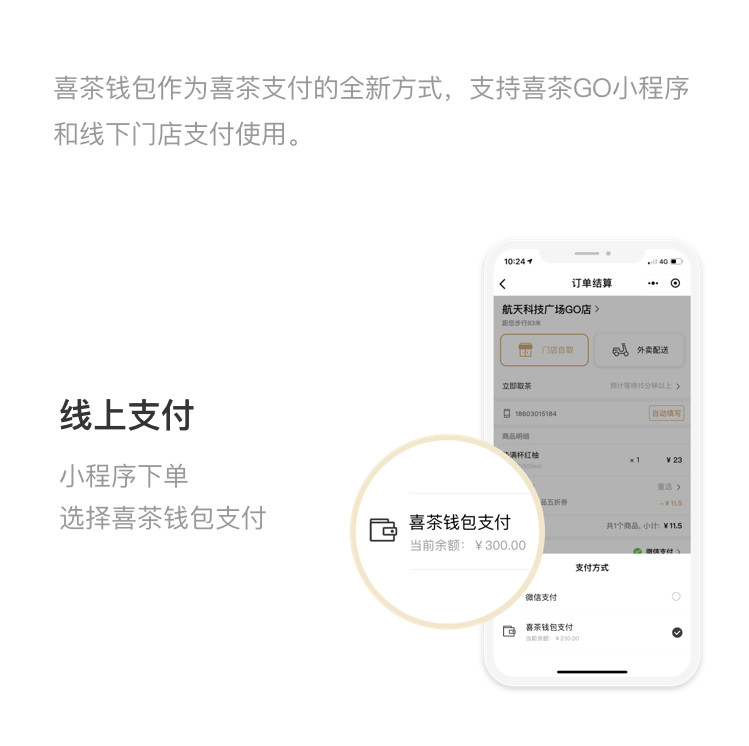 喜茶钱包作为喜茶支付的全新方式，支持喜茶GO小程序
和线下门店支付使用。
线上支付
小程序下单
选择喜茶钱包支付
10:24
4G
订单结算
航天科技广场GO店
距您步行93米
门店自取
外卖配送
立即取茶
预计等待15分钟以上
18603015184
自动填写
商品明细
满杯红柚
×1
¥ 23
重选
品五折券
- ¥ 11.5
共1个商品, 小计: ¥ 11.5
微信支付
喜茶钱包支付
当前余额: ¥ 300.00
支付方式
微信支付
喜茶钱包支付
当前余额: ¥ 230.00